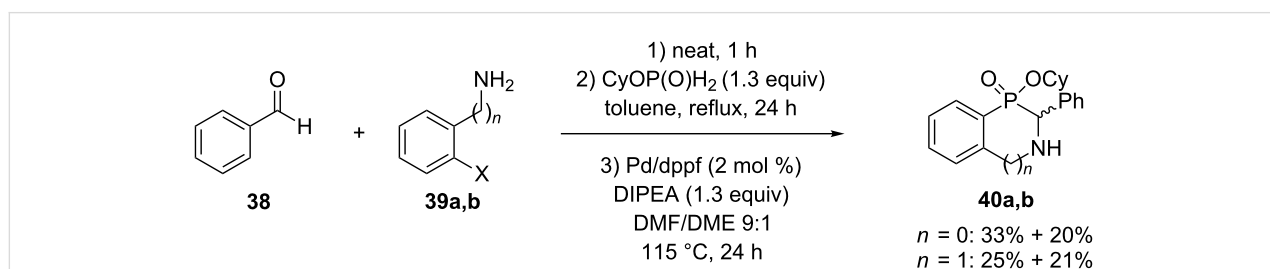 1) neat, 1 h
2) CyOP(O)H₂ (1.3 equiv)
toluene, reflux, 24 h
3) Pd/dppf (2 mol %)
DIPEA (1.3 equiv)
DMF/DME 9:1
115 °C, 24 h
O
H
38
+
NH₂
( )n
X
39a,b
O
OCy
P
Ph
NH
( )n
40a,b
n = 0: 33% + 20%
n = 1: 25% + 21%